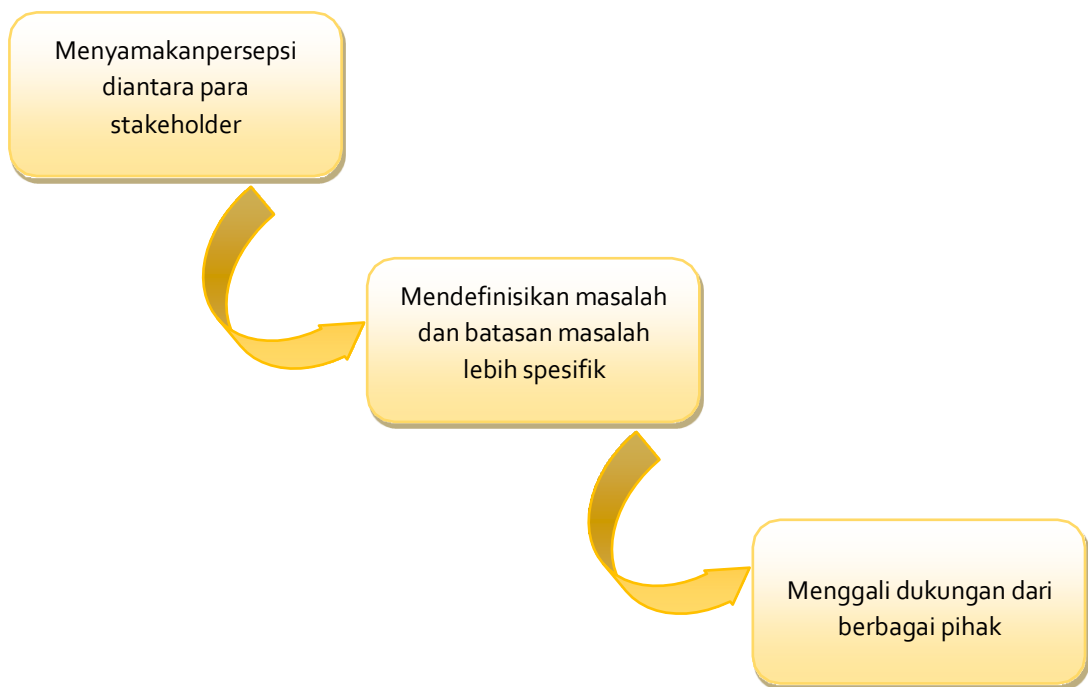 Menyamakanpersepsi
diantara para
stakeholder
Mendefinisikan masalah
dan batasan masalah
lebih spesifik
Menggali dukungan dari
berbagai pihak